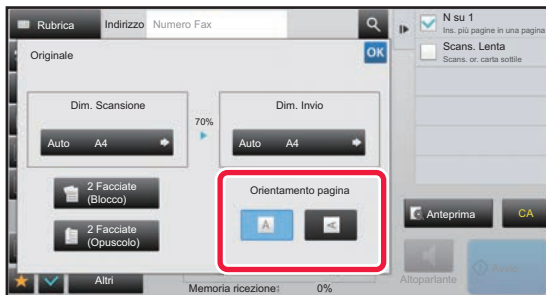 Rubrica
Indirizzo
Numero Fax
N su 1
Ins. più pagine in una pagina
Scans. Lenta
Scans. or. carta sottile
Originale
OK
Dim. Scansione
70%
Dim. Invio
Auto A4
Auto A4
2 Facciate
(Blocco)
2 Facciate
(Opuscolo)
Orientamento pagina
A
A
Anteprima
CA
Altoparlante
Avvio
Altri
Memoria ricezione: 0%